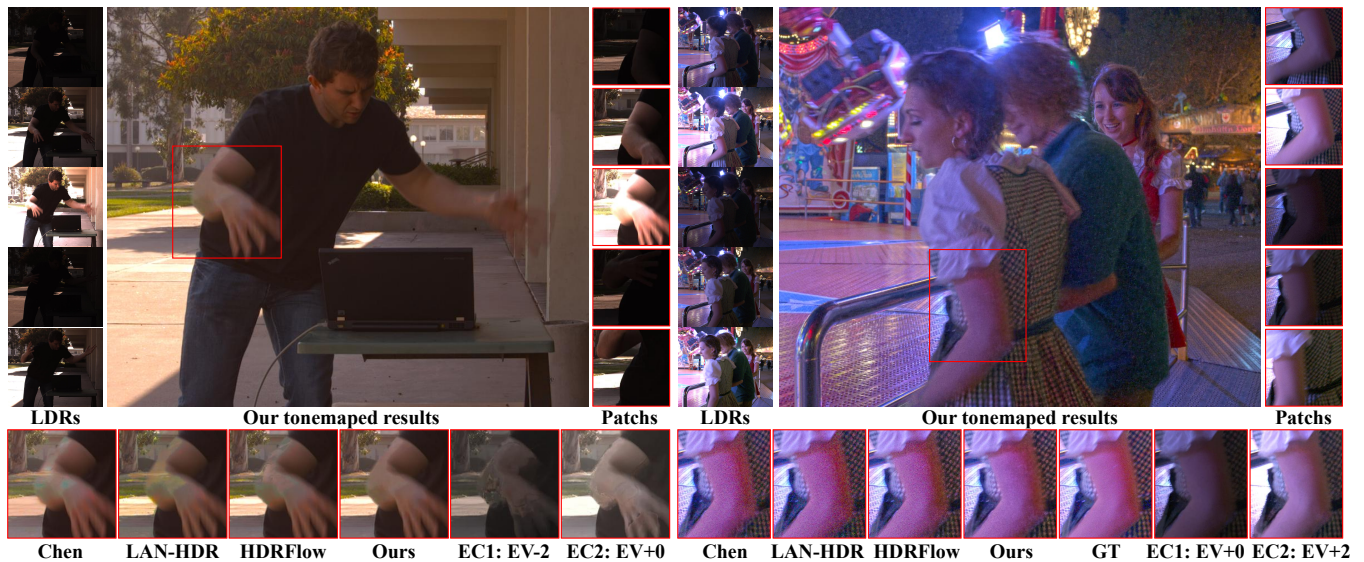 LDRs Our tonemaped results Patchs LDRs Our tonemaped results Patchs
Chen LAN-HDR HDRFlow Ours EC1: EV-2 EC2: EV+0 Chen LAN-HDR HDRFlow Ours GT EC1: EV+0 EC2: EV+2